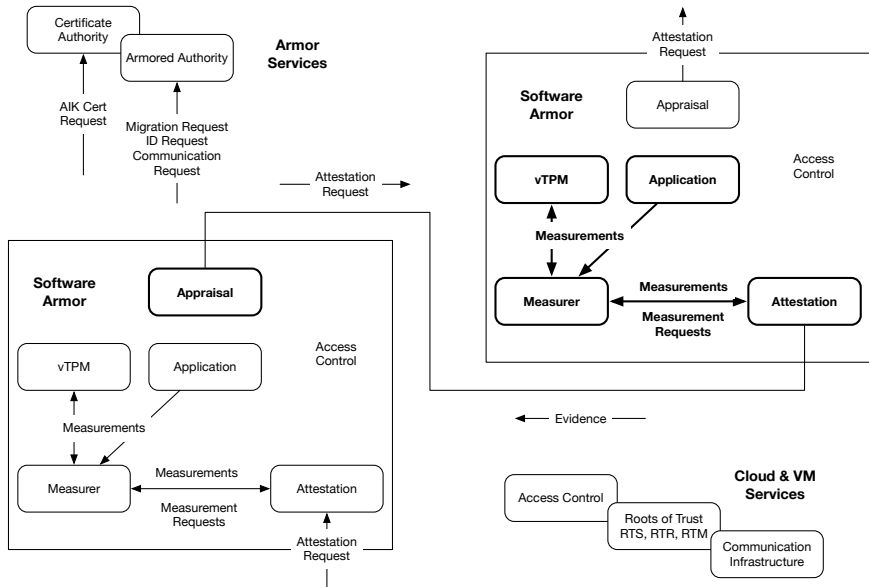 Certificate
Authority
Armored Authority
Armor
Services
AIK Cert
Request
Migration Request
ID Request
Communication
Request
Attestation
Request
Attestation
Request
Software
Armor
Appraisal
Access
Control
vTPM
Application
Measurements
Measurer
Measurements
Measurement
Requests
Attestation
Software
Armor
Appraisal
Access
Control
vTPM
Application
Measurements
Measurer
Measurements
Measurement
Requests
Attestation
Attestation
Request
Evidence
Cloud & VM
Services
Access Control
Roots of Trust
RTS, RTR, RTM
Communication
Infrastructure